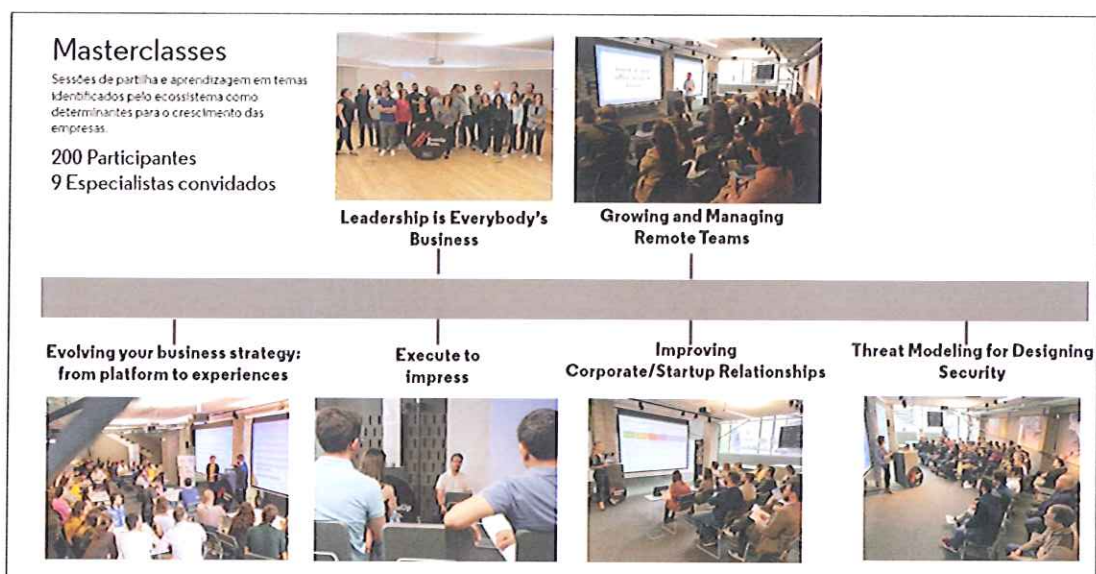 Masterclasses
Sessões de partilha e aprendizagem em temas
identificados pelo ecossistema como
determinantes para o crescimento das
empresas.
200 Participantes
9 Especialistas convidados
Leadership is Everybody's
Business
Growing and Managing
Remote Teams
Evolving your business strategy:
from platform to experiences
Execute to
impress
Improving
Corporate/Startup Relationships
Threat Modeling for Designing
Security